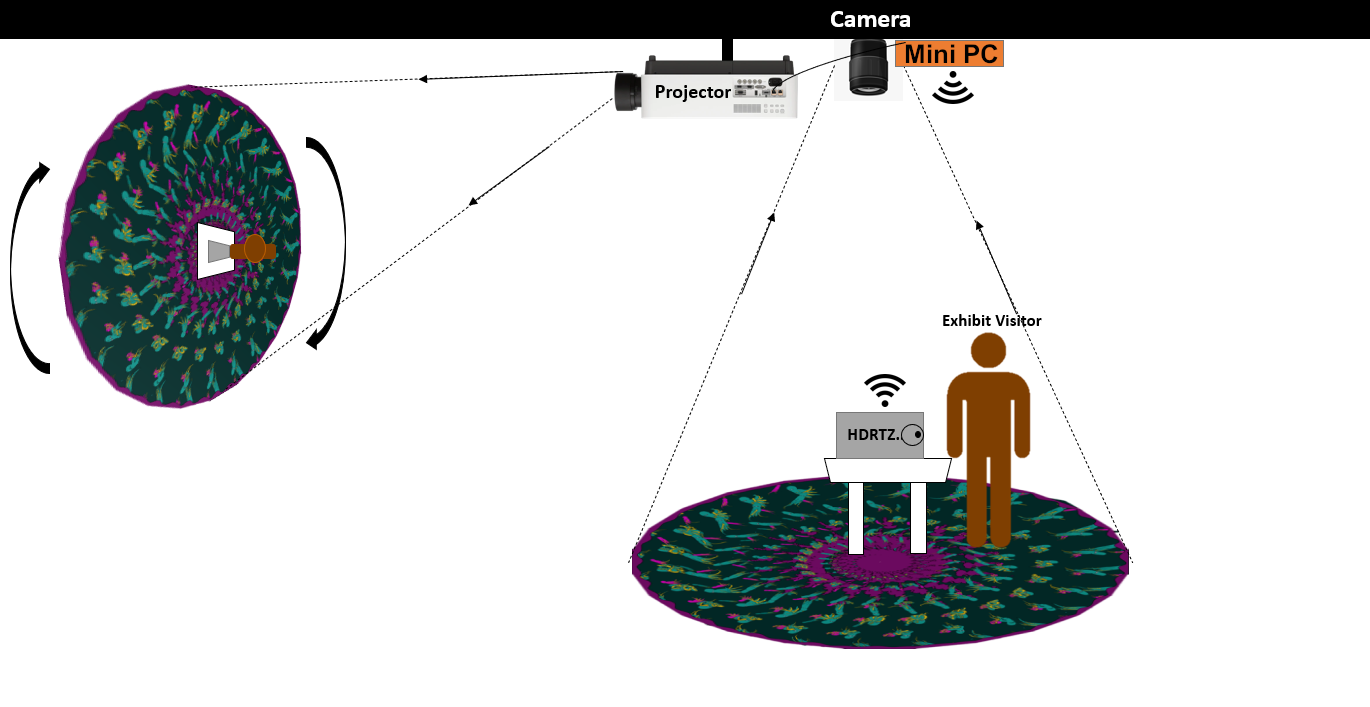 Camera
Mini PC
Projector
Exhibit Visitor
HDRTZ.